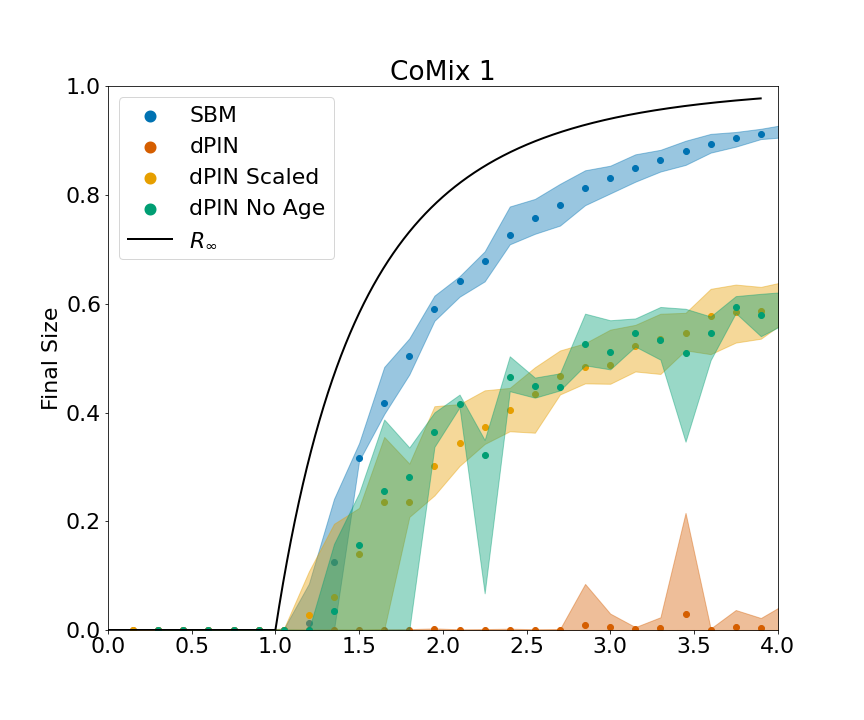 CoMix 1
1.0
0.8
0.6
0.4
0.2
0.0
Final Size
SBM
dPIN
dPIN Scaled
dPIN No Age
R∞
0.0 0.5 1.0 1.5 2.0 2.5 3.0 3.5 4.0